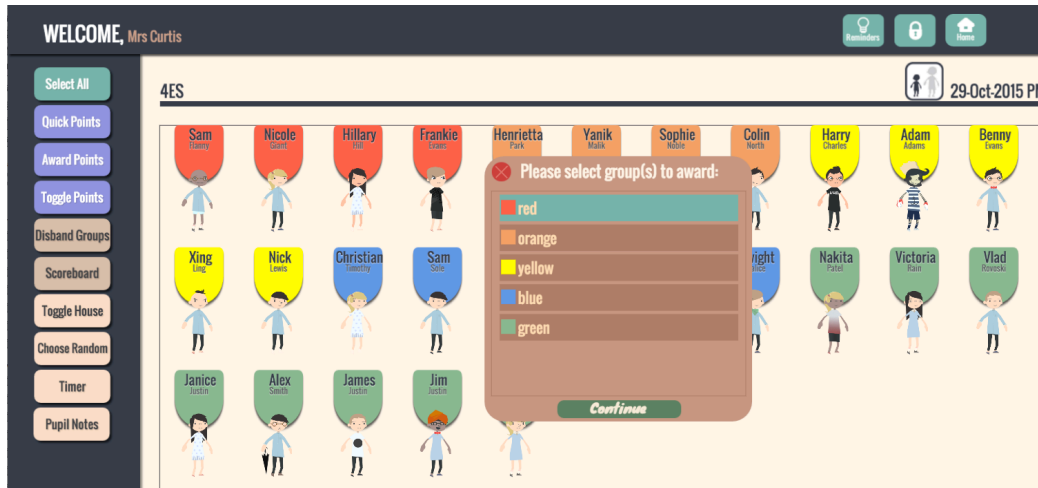 WELCOME, Mrs Curtis
Reminders
Home
Select All
Quick Points
Award Points
Toggle Points
Disband Groups
Scoreboard
Toggle House
Choose Random
Timer
Pupil Notes
4ES
29-Oct-2015 PM
Sam
Nicole
Hillary
Hill
Frankie
Evans
Henrietta
Park
Yanik
Malik
Sophie
Noble
Colin
North
Harry
Charles
Adam
Adams
Benny
Evans
Please select group(s) to award:
red
orange
yellow
blue
green
Continue
Xing
Ling
Nick
Lewis
Christian
Timothy
Sam
Sole
Nakita
Patel
Victoria
Rain
Vlad
Rovoski
Janice
Justin
Alex
Smith
James
Justin
Jim
Justin